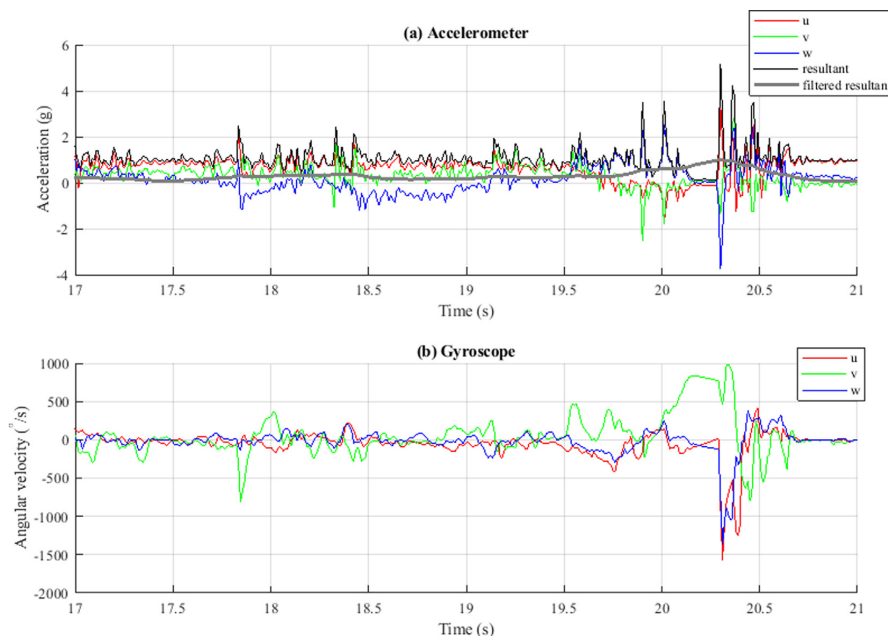 (a) Accelerometer
u
v
w
resultant
filtered resultant
Acceleration (g)
6
4
2
0
-2
-4
17 17.5 18 18.5 19 19.5 20 20.5 21
Time (s)
(b) Gyroscope
u
v
w
Angular velocity (°/s)
1000
500
0
-500
-1000
-1500
-2000
17 17.5 18 18.5 19 19.5 20 20.5 21
Time (s)